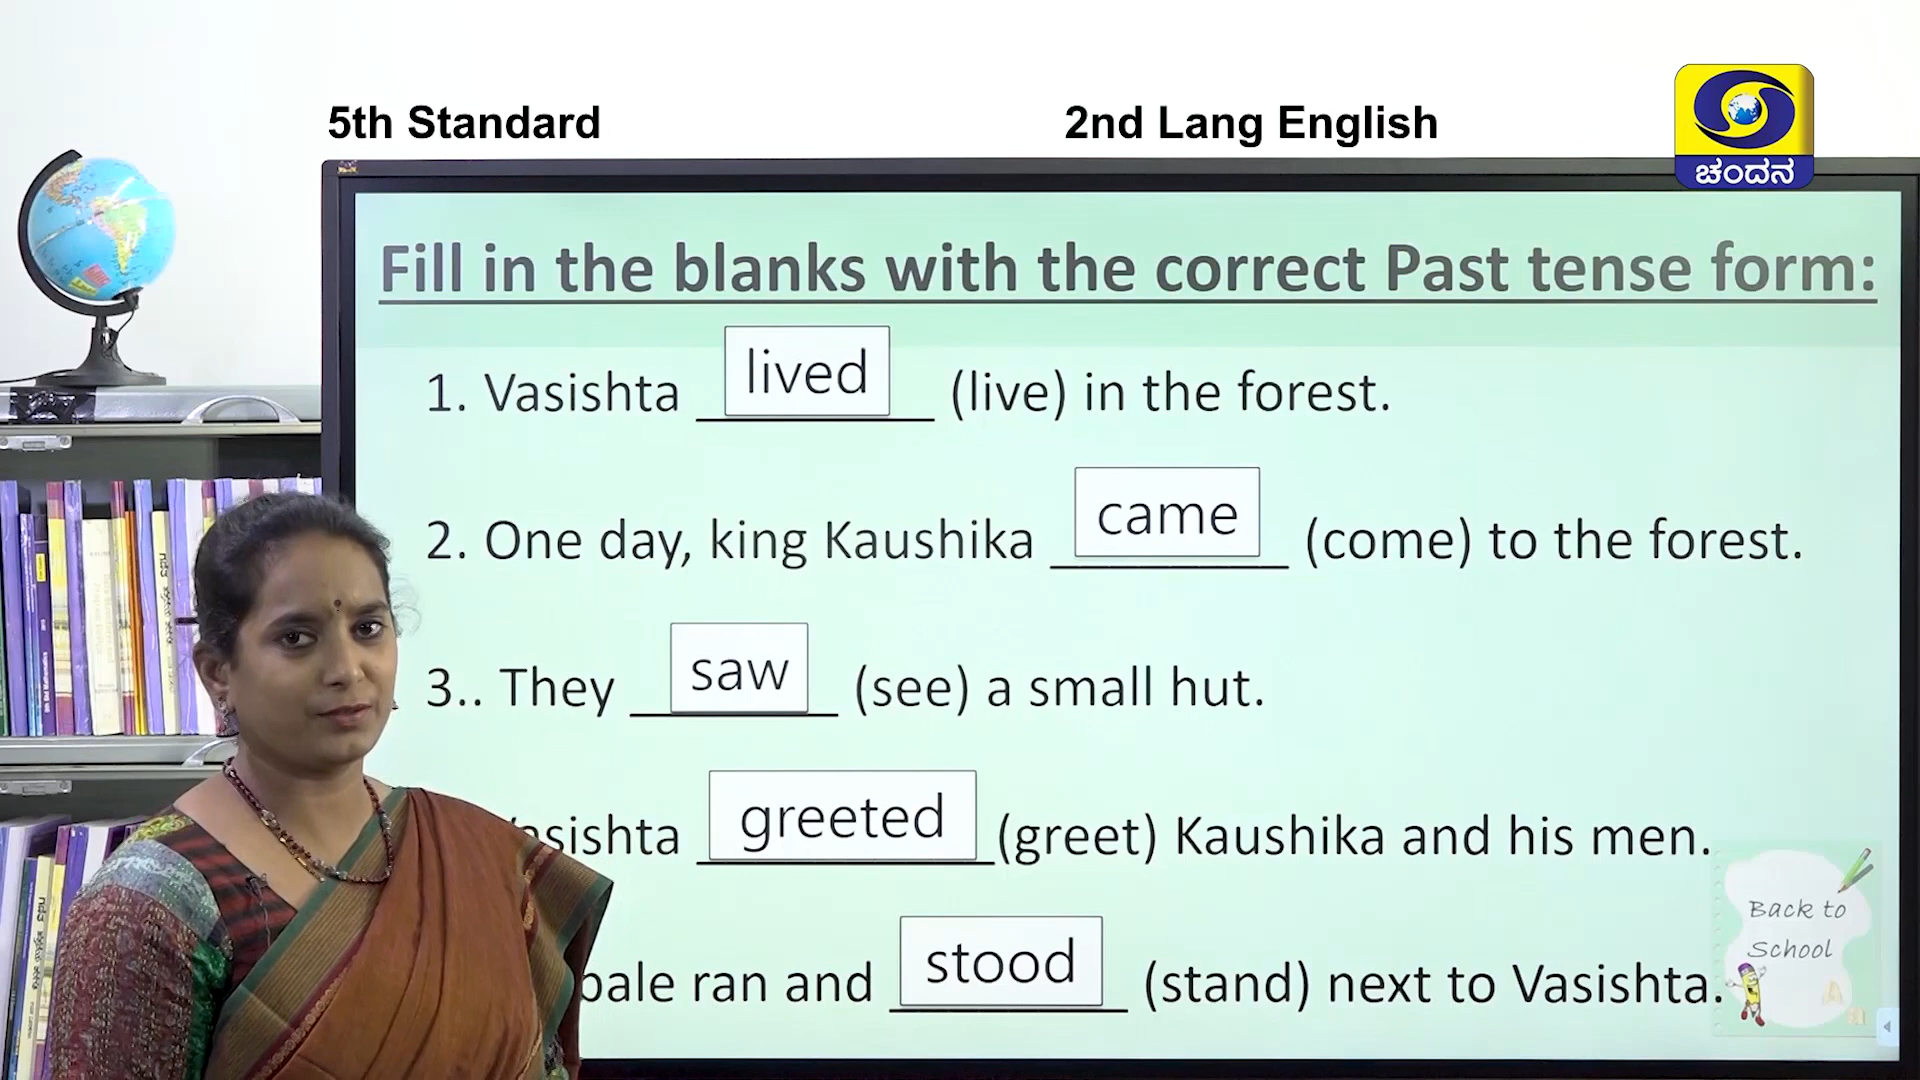 5th Standard
2nd Lang English
ಚಂದನ
Fill in the blanks with the correct Past tense form:
1. Vasishta lived (live) in the forest.
2. One day, king Kaushika came (come) to the forest.
3.. They saw (see) a small hut.
greeted (greet) Kaushika and his men.
ran and stood (stand) next to Vasishta.
Back to
School